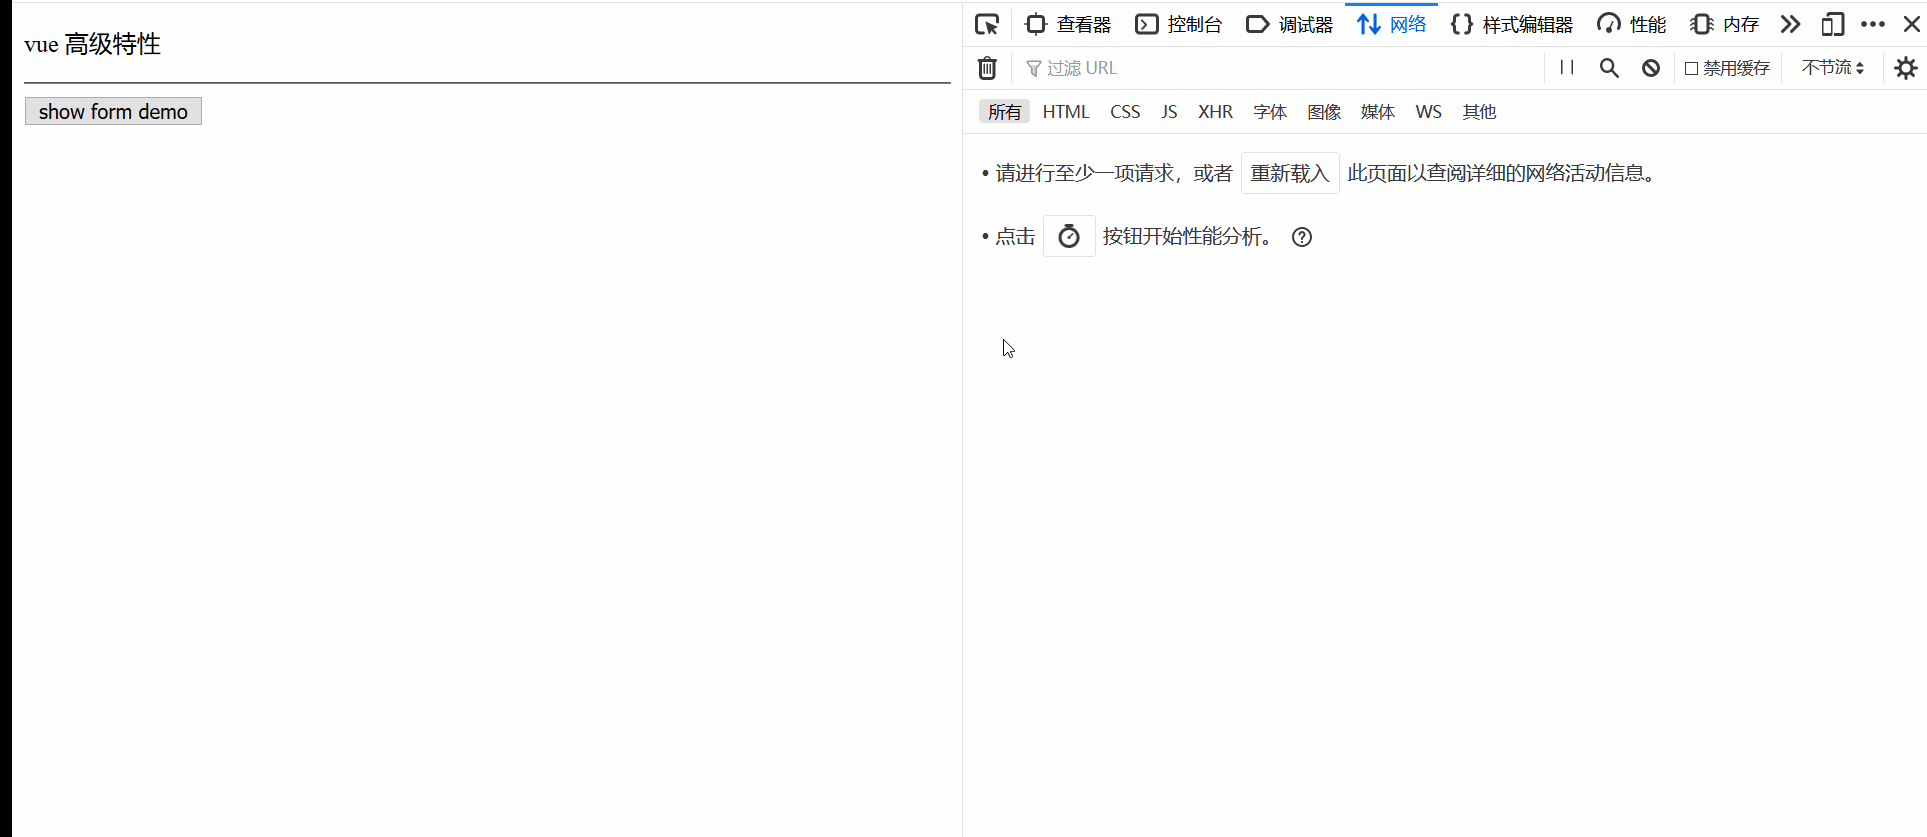 vue 高级特性
show form demo
查看器 控制台 调试器 网络 样式编辑器 性能 内存
过滤 URL 禁用缓存 不节流
所有 HTML CSS JS XHR 字体 图像 媒体 WS 其他
• 请进行至少一项请求，或者 重新载入 此页面以查阅详细的网络活动信息。
• 点击 按钮开始性能分析。